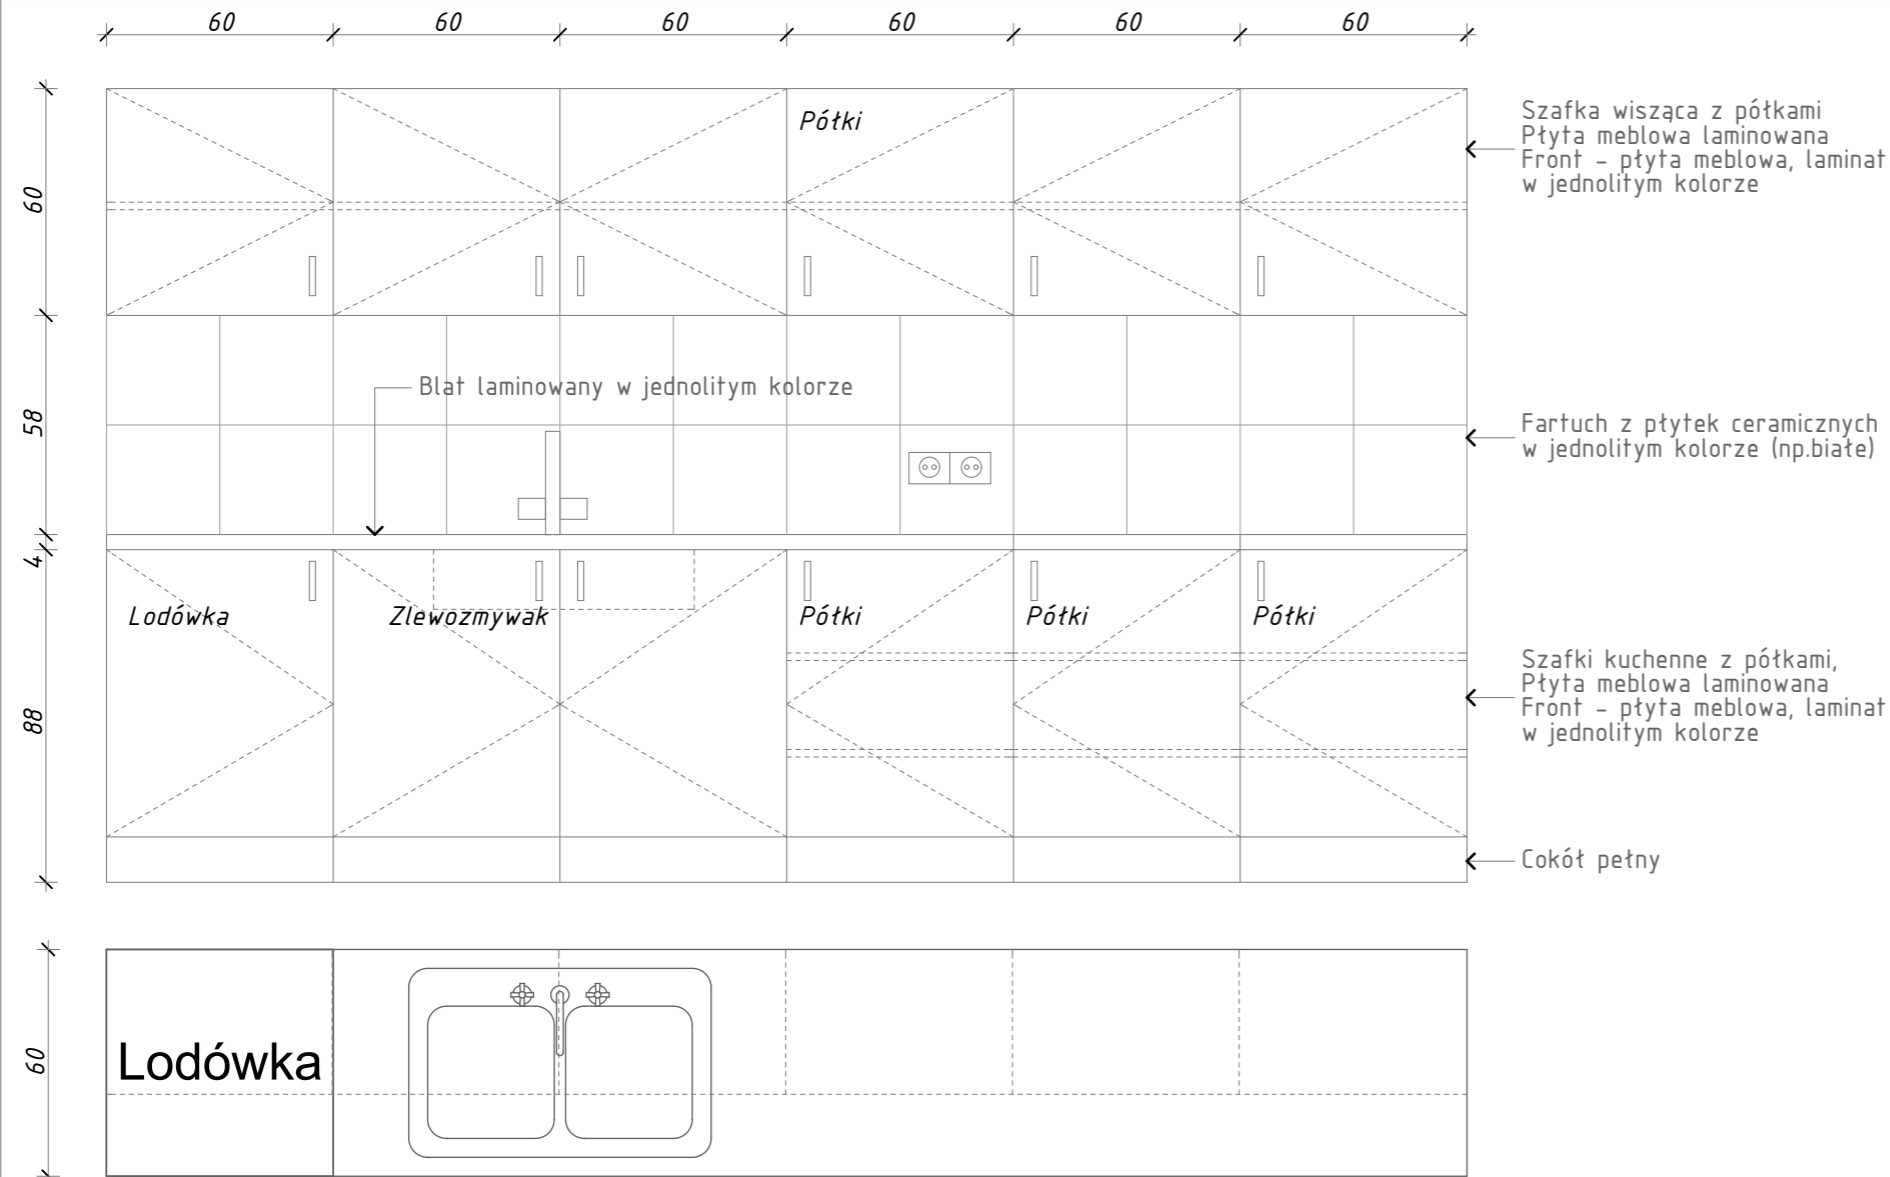 60 60 60 60 60 60
Półki
Szafka wisząca z półkami
Płyta meblowa laminowana
Front - płyta meblowa, laminat
w jednolitym kolorze
60
Blat laminowany w jednolitym kolorze
58
Fartuch z płytek ceramicznych
w jednolitym kolorze (np.białe)
4
Lodówka Zlewozmywak Półki Półki Półki
Szafki kuchenne z półkami,
Płyta meblowa laminowana
Front - płyta meblowa, laminat
w jednolitym kolorze
88
Cokół pełny
60
Lodówka